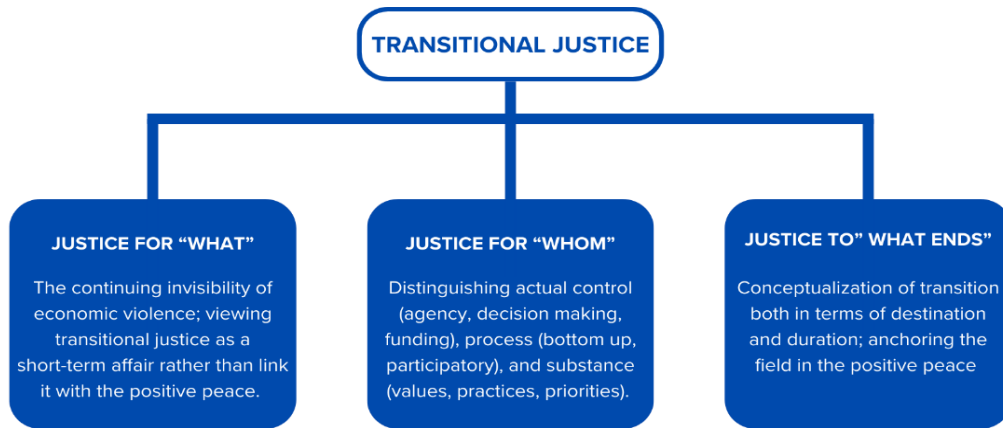 TRANSITIONAL JUSTICE
JUSTICE FOR “WHAT”
The continuing invisibility of
economic violence; viewing
transitional justice as a
short-term affair rather than link
it with the positive peace.
JUSTICE FOR “WHOM”
Distinguishing actual control
(agency, decision making,
funding), process (bottom up,
participatory), and substance
(values, practices, priorities).
JUSTICE TO” WHAT ENDS”
Conceptualization of transition
both in terms of destination
and duration; anchoring the
field in the positive peace